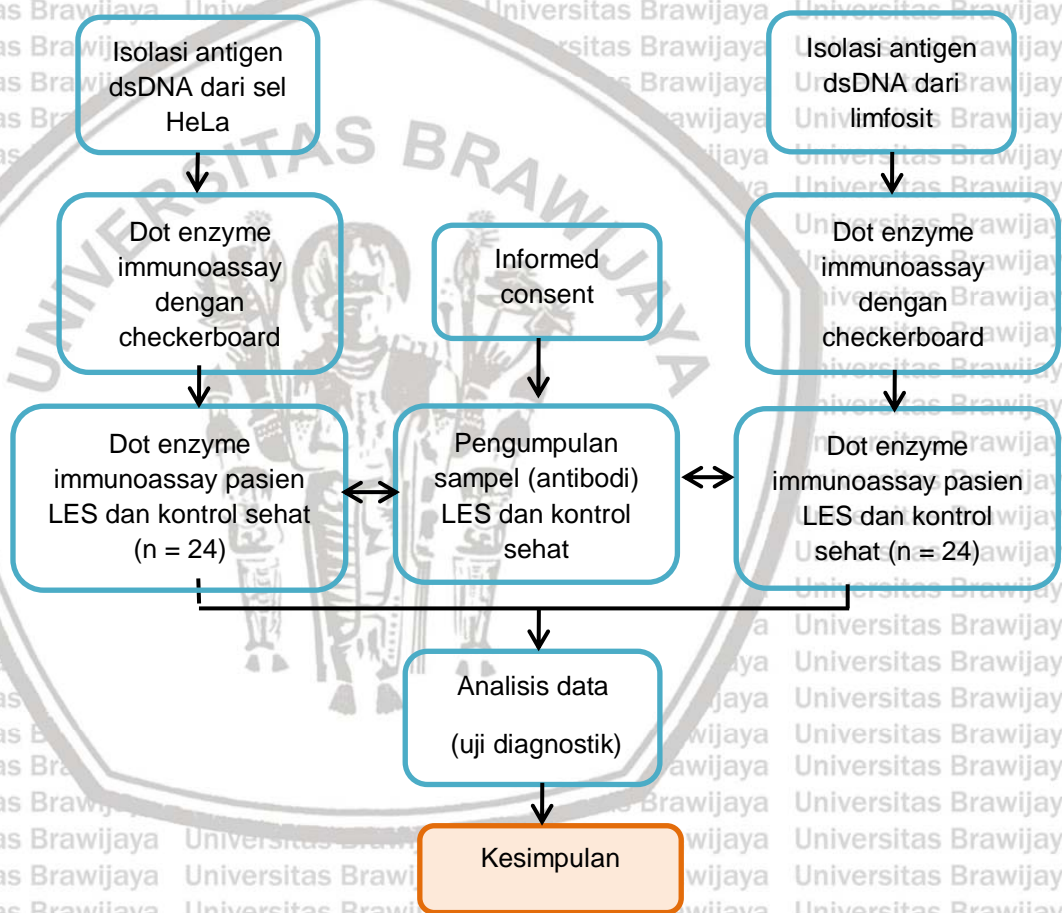 Isolasi antigen
dsDNA dari sel
HeLa
Isolasi antigen
dsDNA dari
limfosit
Dot enzyme
immunoassay
dengan
checkerboard
Informed
consent
Dot enzyme
immunoassay
dengan
checkerboard
Dot enzyme
immunoassay pasien
LES dan kontrol sehat
(n = 24)
Pengumpulan
sampel (antibodi)
LES dan kontrol
sehat
Dot enzyme
immunoassay pasien
LES dan kontrol
sehat (n = 24)
Analisis data
(uji diagnostik)
Kesimpulan
UNIVERSITAS BRAWIJAYA